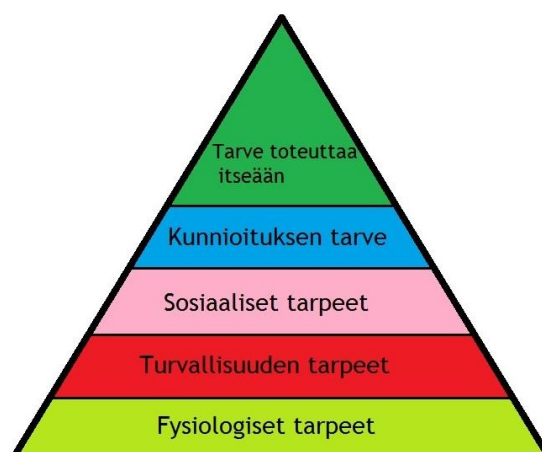 Tarve toteuttaa
itseään
Kunnioituksen tarve
Sosiaaliset tarpeet
Turvallisuuden tarpeet
Fysiologiset tarpeet